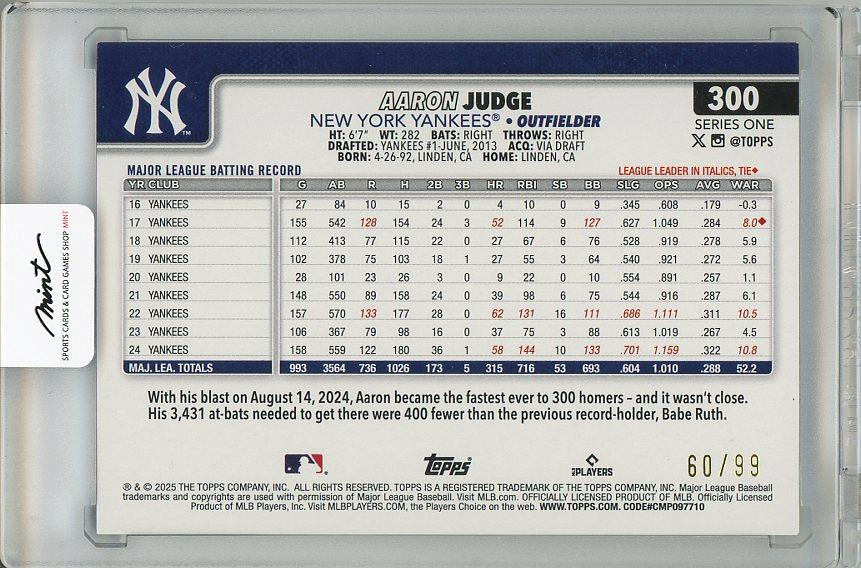 NY
TM
AARON JUDGE
NEW YORK YANKEES® • OUTFIELDER
HT: 6'7" WT: 282 BATS: RIGHT THROWS: RIGHT
DRAFTED: YANKEES #1-JUNE, 2013 ACQ: VIA DRAFT
BORN: 4-26-92, LINDEN, CA HOME: LINDEN, CA
300
SERIES ONE
@TOPPS
MAJOR LEAGUE BATTING RECORD LEAGUE LEADER IN ITALICS, TIE◆
YR CLUB G AB R H 2B 3B HR RBI SB BB SLG OPS AVG WAR
16 YANKEES 27 84 10 15 2 0 4 10 0 9 .345 .608 .179 -0.3
17 YANKEES 155 542 128 154 24 3 52 114 9 127 .627 1.049 .284 8.0◆
18 YANKEES 112 413 77 115 22 0 27 67 6 76 .528 .919 .278 5.9
19 YANKEES 102 378 75 103 18 1 27 55 3 64 .540 .921 .272 5.6
20 YANKEES 28 101 23 26 3 0 9 22 0 10 .554 .891 .257 1.1
21 YANKEES 148 550 89 158 24 0 39 98 6 75 .544 .916 .287 6.1
22 YANKEES 157 570 133 177 28 0 62 131 16 111 .686 1.111 .311 10.5
23 YANKEES 106 367 79 98 16 0 37 75 3 88 .613 1.019 .267 4.5
24 YANKEES 158 559 122 180 36 1 58 144 10 133 .701 1.159 .322 10.8
MAJ. LEA. TOTALS 993 3564 736 1026 173 5 315 716 53 693 .604 1.010 .288 52.2
With his blast on August 14, 2024, Aaron became the fastest ever to 300 homers – and it wasn't close.
His 3,431 at-bats needed to get there were 400 fewer than the previous record-holder, Babe Ruth.
topps
PLAYERS
60/99
® & © 2025 THE TOPPS COMPANY, INC. ALL RIGHTS RESERVED. TOPPS IS A REGISTERED TRADEMARK OF THE TOPPS COMPANY, INC. Major League Baseball
trademarks and copyrights are used with permission of Major League Baseball. Visit MLB.com. OFFICIALLY LICENSED PRODUCT OF MLB. Officially Licensed
Product of MLB Players, Inc. Visit MLBPLAYERS.COM, the Players Choice on the web. WWW.TOPPS.COM. CODE#CMP097710
mint
SPORTS CARDS & CARD GAMES SHOP MINT